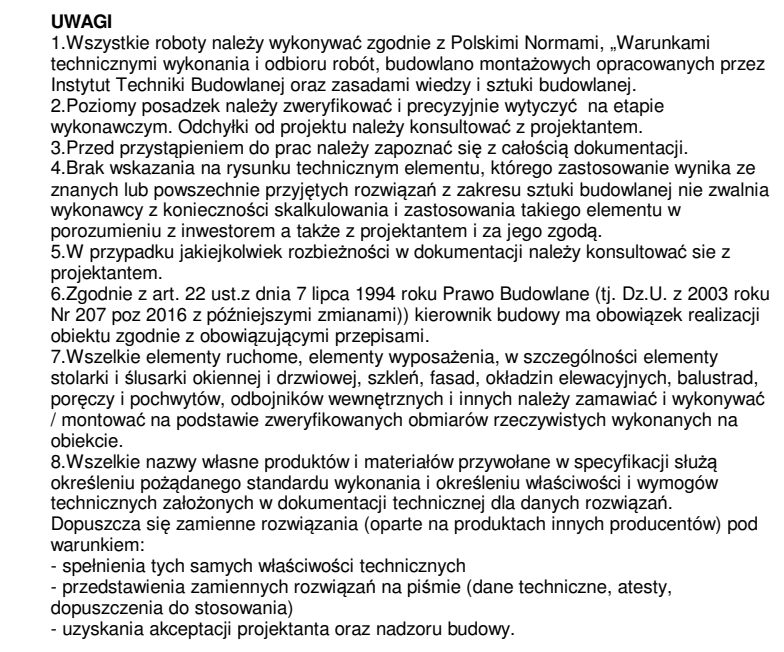 UWAGI
1.Wszystkie roboty należy wykonywać zgodnie z Polskimi Normami, „Warunkami
technicznymi wykonania i odbioru robót, budowlano montażowych opracowanych przez
Instytut Techniki Budowlanej oraz zasadami wiedzy i sztuki budowlanej.
2.Poziomy posadzek należy zweryfikować i precyzyjnie wytyczyć  na etapie
wykonawczym. Odchyłki od projektu należy konsultować z projektantem.
3.Przed przystąpieniem do prac należy zapoznać się z całością dokumentacji.
4.Brak wskazania na rysunku technicznym elementu, którego zastosowanie wynika ze
znanych lub powszechnie przyjętych rozwiązań z zakresu sztuki budowlanej nie zwalnia
wykonawcy z konieczności skalkulowania i zastosowania takiego elementu w
porozumieniu z inwestorem a także z projektantem i za jego zgodą.
5.W przypadku jakiejkolwiek rozbieżności w dokumentacji należy konsultować sie z
projektantem.
6.Zgodnie z art. 22 ust.z dnia 7 lipca 1994 roku Prawo Budowlane (tj. Dz.U. z 2003 roku
Nr 207 poz 2016 z późniejszymi zmianami)) kierownik budowy ma obowiązek realizacji
obiektu zgodnie z obowiązującymi przepisami.
7.Wszelkie elementy ruchome, elementy wyposażenia, w szczególności elementy
stolarki i ślusarki okiennej i drzwiowej, szkleń, fasad, okładzin elewacyjnych, balustrad,
poręczy i pochwytów, odbojników wewnętrznych i innych należy zamawiać i wykonywać
/ montować na podstawie zweryfikowanych obmiarów rzeczywistych wykonanych na
obiekcie.
8.Wszelkie nazwy własne produktów i materiałów przywołane w specyfikacji służą
określeniu pożądanego standardu wykonania i określeniu właściwości i wymogów
technicznych założonych w dokumentacji technicznej dla danych rozwiązań.
Dopuszcza się zamienne rozwiązania (oparte na produktach innych producentów) pod
warunkiem:
- spełnienia tych samych właściwości technicznych
- przedstawienia zamiennych rozwiązań na piśmie (dane techniczne, atesty,
dopuszczenia do stosowania)
- uzyskania akceptacji projektanta oraz nadzoru budowy.